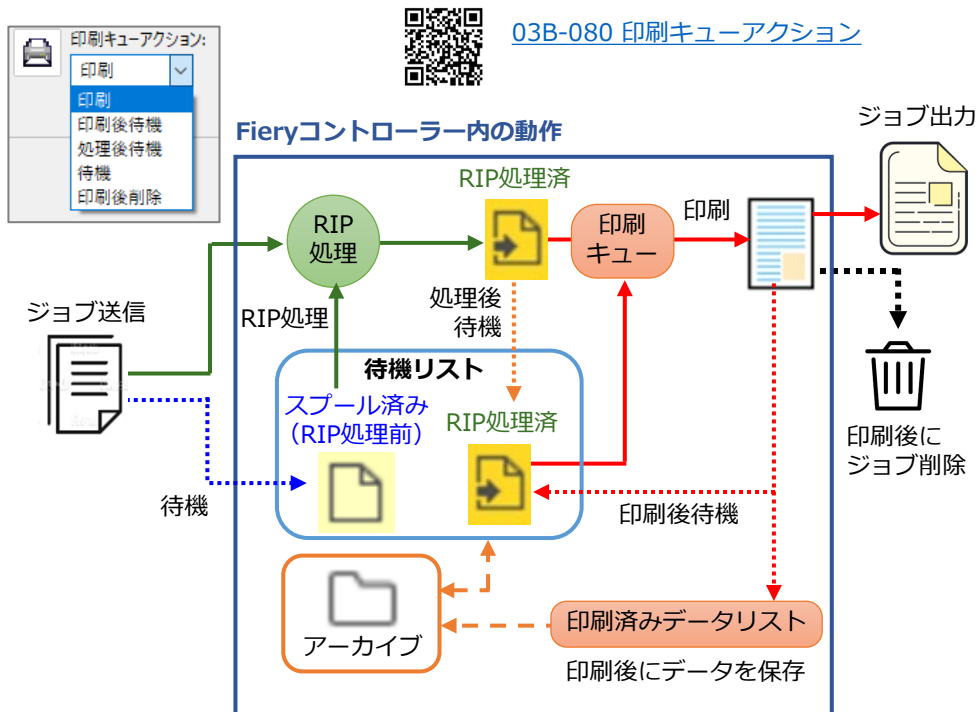 印刷キューアクション:
印刷
印刷
印刷後待機
処理後待機
待機
印刷後削除
03B-080 印刷キューアクション
Fieryコントローラー内の動作
ジョブ出力
RIP処理済
RIP
処理
印刷
キュー
印刷
ジョブ送信
RIP処理
処理後
待機
待機リスト
スプール済み
（RIP処理前）
RIP処理済
待機
印刷後待機
印刷後に
ジョブ削除
アーカイブ
印刷済みデータリスト
印刷後にデータを保存